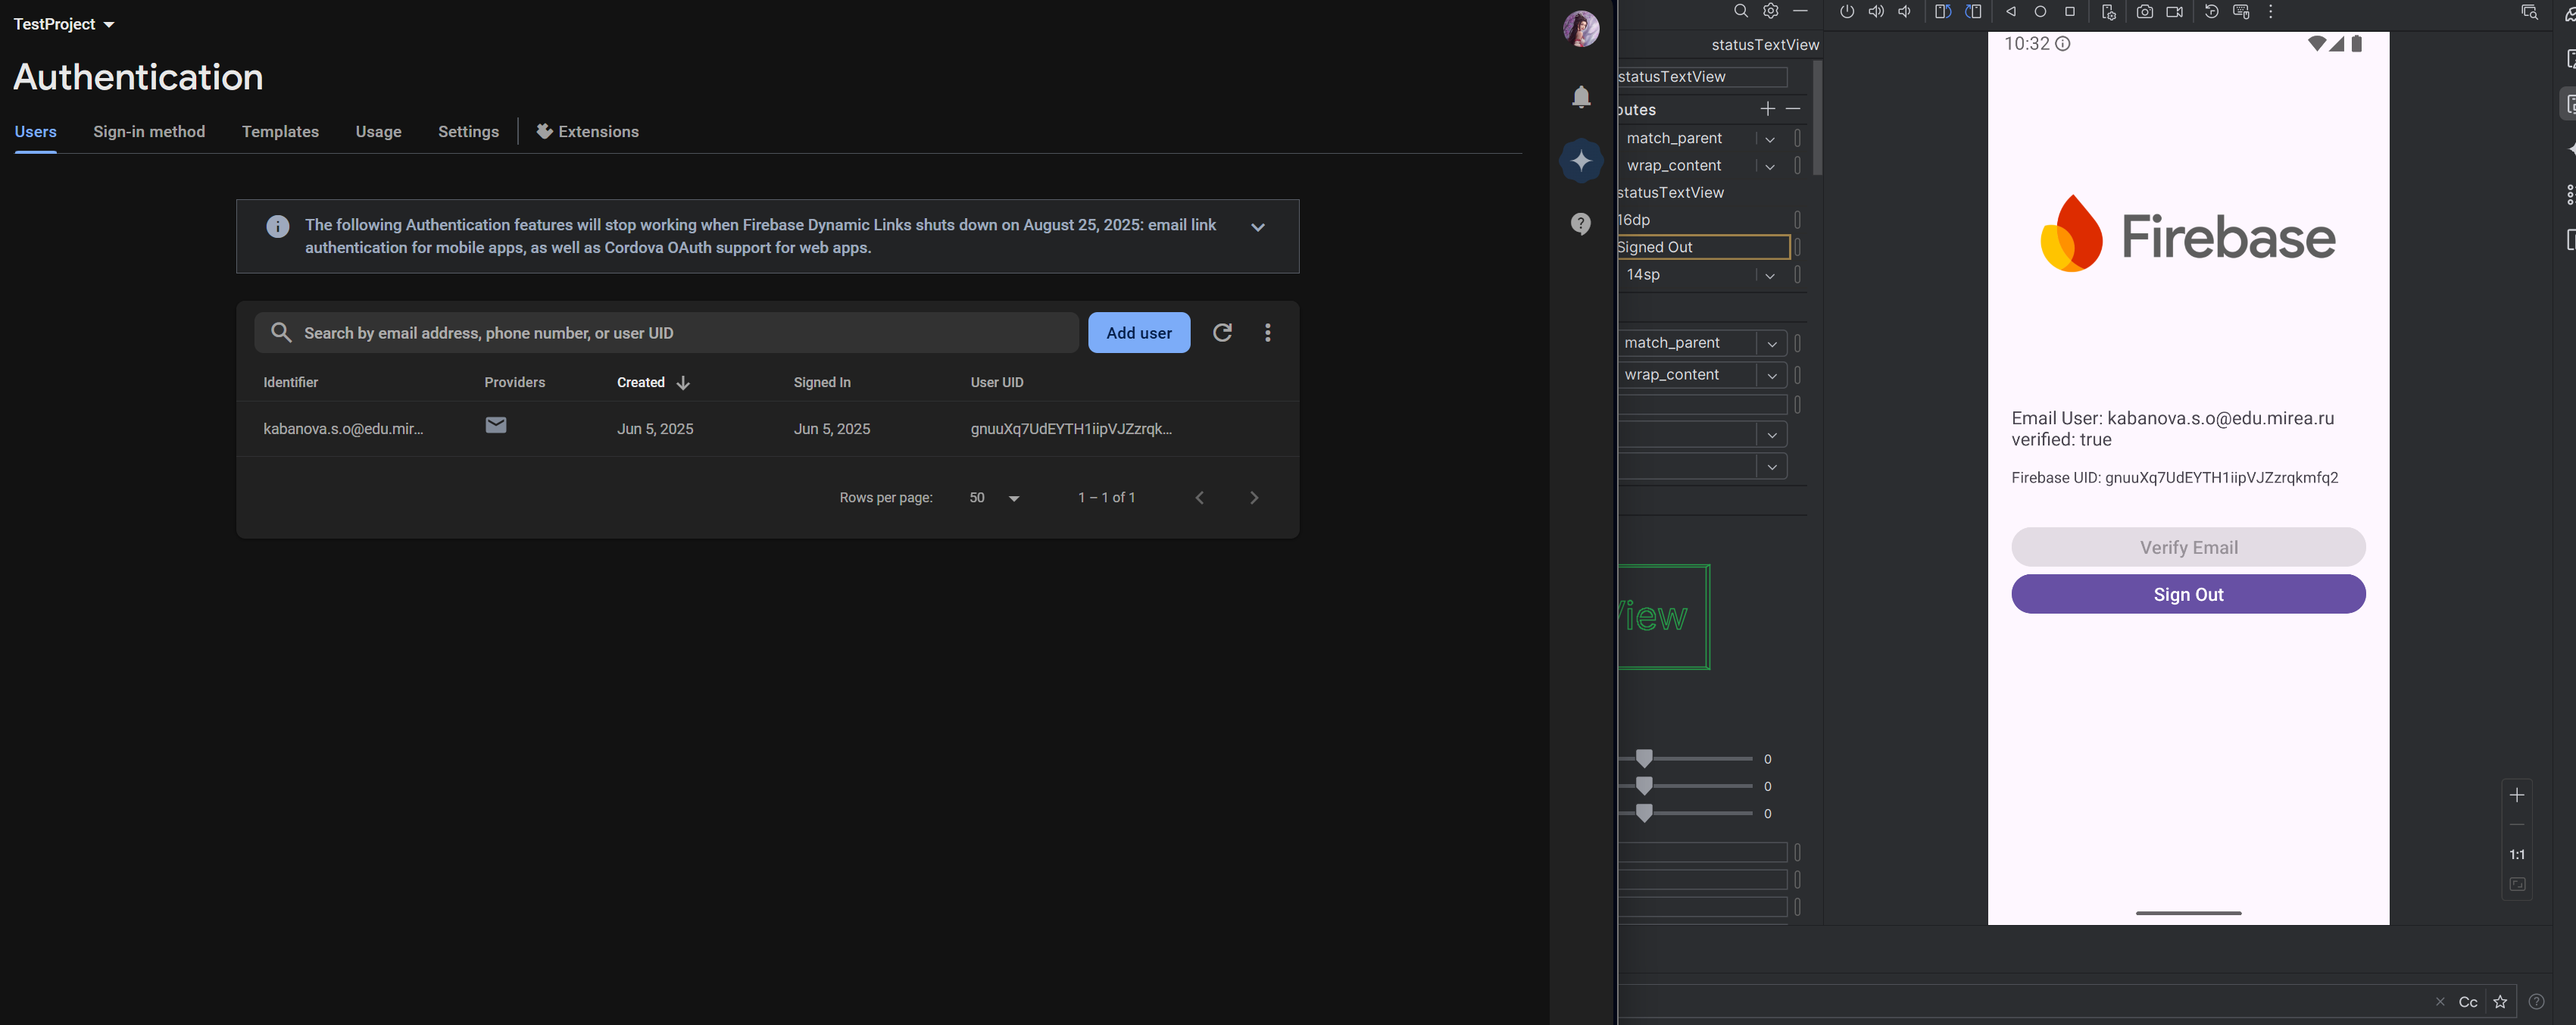 TestProject
Authentication
Users
Sign-in method
Templates
Usage
Settings
Extensions
The following Authentication features will stop working when Firebase Dynamic Links shuts down on August 25, 2025: email link
authentication for mobile apps, as well as Cordova OAuth support for web apps.
Search by email address, phone number, or user UID
Add user
Identifier
Providers
Created
Signed In
User UID
kabanova.s.o@edu.mir...
Jun 5, 2025
Jun 5, 2025
gnuuXq7UdEYTH1iipVJZzrqk...
Rows per page:
50
1 – 1 of 1
statusTextView
statusTextView
butes
match_parent
wrap_content
statusTextView
16dp
Signed Out
14sp
match_parent
wrap_content
View
0
0
0
10:32
Firebase
Email User: kabanova.s.o@edu.mirea.ru
verified: true
Firebase UID: gnuuXq7UdEYTH1iipVJZzrqkmfq2
Verify Email
Sign Out
1:1
Cc